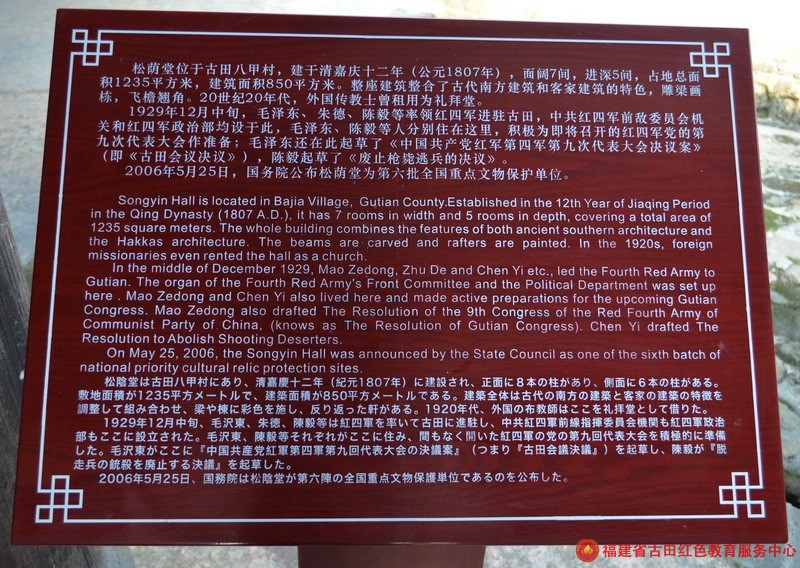 松荫堂位于古田八甲村，建于清嘉庆十二年（公元1807年），面阔7间，进深5间，占地总面
积1235平方米，建筑面积850平方米。整座建筑整合了古代南方建筑和客家建筑的特色，雕梁画
栋，飞檐翘角。20世纪20年代，外国传教士曾租用为礼拜堂。
1929年12月中旬，毛泽东、朱德、陈毅等率领红四军进驻古田，中共红四军前敌委员会机
关和红四军政治部均设于此，毛泽东、陈毅等人分别住在这里，积极为即将召开的红四军党的第
九次代表大会作准备；毛泽东还在此起草了《中国共产党红军第四军第九次代表大会决议案》
（即《古田会议决议》），陈毅起草了《废止枪毙逃兵的决议》。
2006年5月25日，国务院公布松荫堂为第六批全国重点文物保护单位。
Songyin Hall is located in Bajia Village, Gutian County.Established in the 12th Year of Jiaqing Period
in the Qing Dynasty (1807 A.D.), it has 7 rooms in width and 5 rooms in depth, covering a total area of
1235 square meters. The whole building combines the features of both ancient southern architecture and
the Hakkas architecture. The beams are carved and rafters are painted. In the 1920s, foreign
missionaries even rented the hall as a church.
In the middle of December 1929, Mao Zedong, Zhu De and Chen Yi etc., led the Fourth Red Army to
Gutian. The organ of the Fourth Red Army's Front Committee and the Political Department was set up
here . Mao Zedong and Chen Yi also lived here and made active preparations for the upcoming Gutian
Congress. Mao Zedong also drafted The Resolution of the 9th Congress of the Red Fourth Army of
Communist Party of China, (knows as The Resolution of Gutian Congress). Chen Yi drafted The
Resolution to Abolish Shooting Deserters.
On May 25, 2006, the Songyin Hall was announced by the State Council as one of the sixth batch of
national priority cultural relic protection sites.
松陰堂は古田八甲村にあり、清嘉慶十二年（紀元1807年）に建設され、正面に８本の柱があり、側面に６本の柱がある。
敷地面積が1235平方メートルで、建築面積が850平方メートルである。建築全体は古代の南方の建築と客家の建築の特徴を
調整して組み合わせ、梁や棟に彩色を施し、反り返った軒がある。1920年代、外国の布教師はここを礼拝堂として借りた。
1929年12月中旬、毛沢東、朱徳、陳毅等は紅四軍を率いて古田に進駐し、中共紅四軍前線指揮委員会機関も紅四軍政治
部もここに設立された。毛沢東、陳毅等それぞれがここに住み、間もなく開いた紅四軍の党の第九回代表大会を積極的に準備
した。毛沢東がここに『中国共産党紅軍第四軍第九回代表大会の決議案』（つまり『古田会議決議』）を起草し、陳毅が『脱
走兵の銃殺を廃止する決議』を起草した。
2006年5月25日、国務院は松陰堂が第六陣の全国重点文物保護単位であるのを公布した。
福建省古田红色教育服务中心